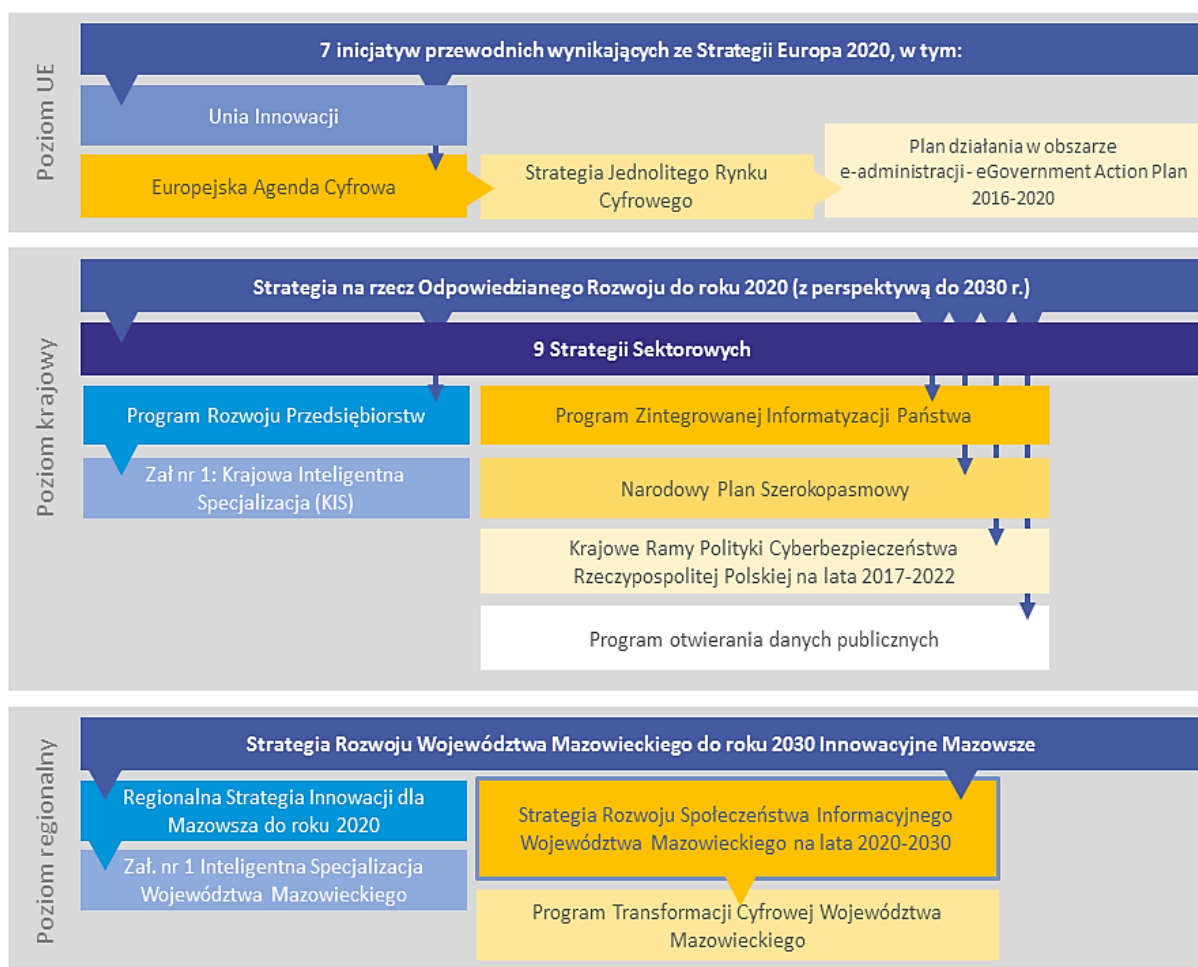 Poziom UE
7 inicjatyw przewodnich wynikających ze Strategii Europa 2020, w tym:
Unia Innowacji
Europejska Agenda Cyfrowa
Strategia Jednolitego Rynku
Cyfrowego
Plan działania w obszarze
e-administracji - eGovernment Action Plan
2016-2020
Poziom krajowy
Strategia na rzecz Odpowiedzianego Rozwoju do roku 2020 (z perspektywą do 2030 r.)
9 Strategii Sektorowych
Program Rozwoju Przedsiębiorstw
Zał nr 1: Krajowa Inteligentna
Specjalizacja (KIS)
Program Zintegrowanej Informatyzacji Państwa
Narodowy Plan Szerokopasmowy
Krajowe Ramy Polityki Cyberbezpieczeństwa
Rzeczypospolitej Polskiej na lata 2017-2022
Program otwierania danych publicznych
Poziom regionalny
Strategia Rozwoju Województwa Mazowieckiego do roku 2030 Innowacyjne Mazowsze
Regionalna Strategia Innowacji dla
Mazowsza do roku 2020
Zał. nr 1 Inteligentna Specjalizacja
Województwa Mazowieckiego
Strategia Rozwoju Społeczeństwa Informacyjnego
Województwa Mazowieckiego na lata 2020-2030
Program Transformacji Cyfrowej Województwa
Mazowieckiego